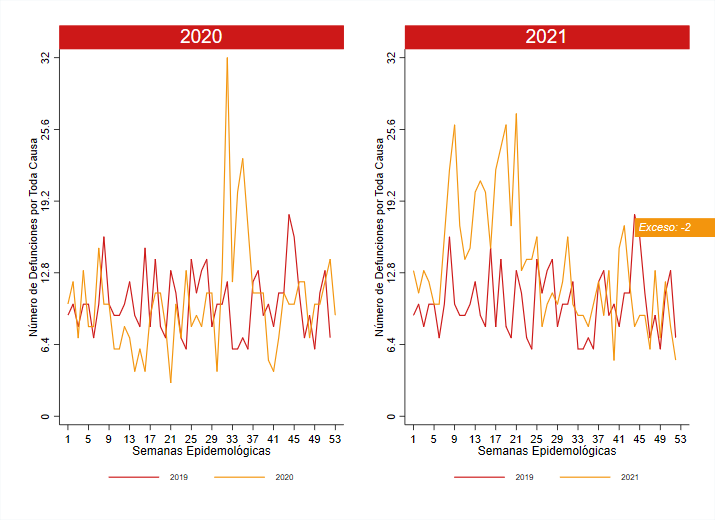 2020
Número de Defunciones por Toda Causa
32
25.6
19.2
12.8
6.4
0
1 5 9 13 17 21 25 29 33 37 41 45 49 53
Semanas Epidemológicas
2019 2020
2021
Número de Defunciones por Toda Causa
32
25.6
19.2
12.8
6.4
0
Exceso: -2
1 5 9 13 17 21 25 29 33 37 41 45 49 53
Semanas Epidemológicas
2019 2021